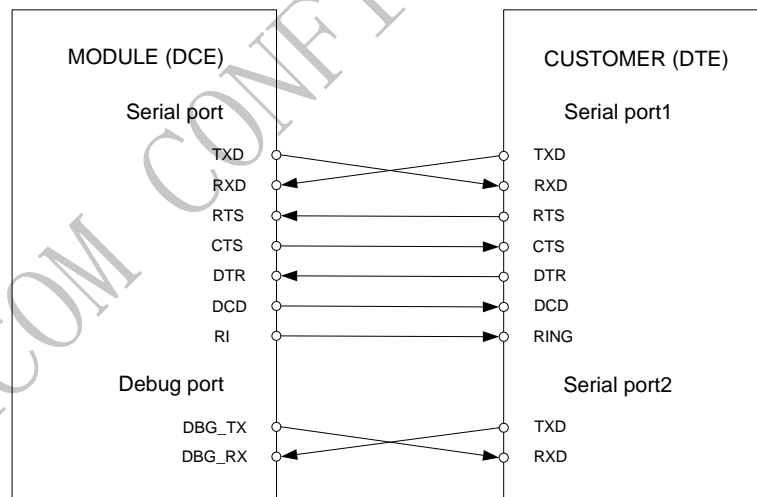 MODULE (DCE)
CUSTOMER (DTE)
Serial port
Serial port1
TXD TXD
RXD RXD
RTS RTS
CTS CTS
DTR DTR
DCD DCD
RI RING
Debug port
Serial port2
DBG_TX TXD
DBG_RX RXD